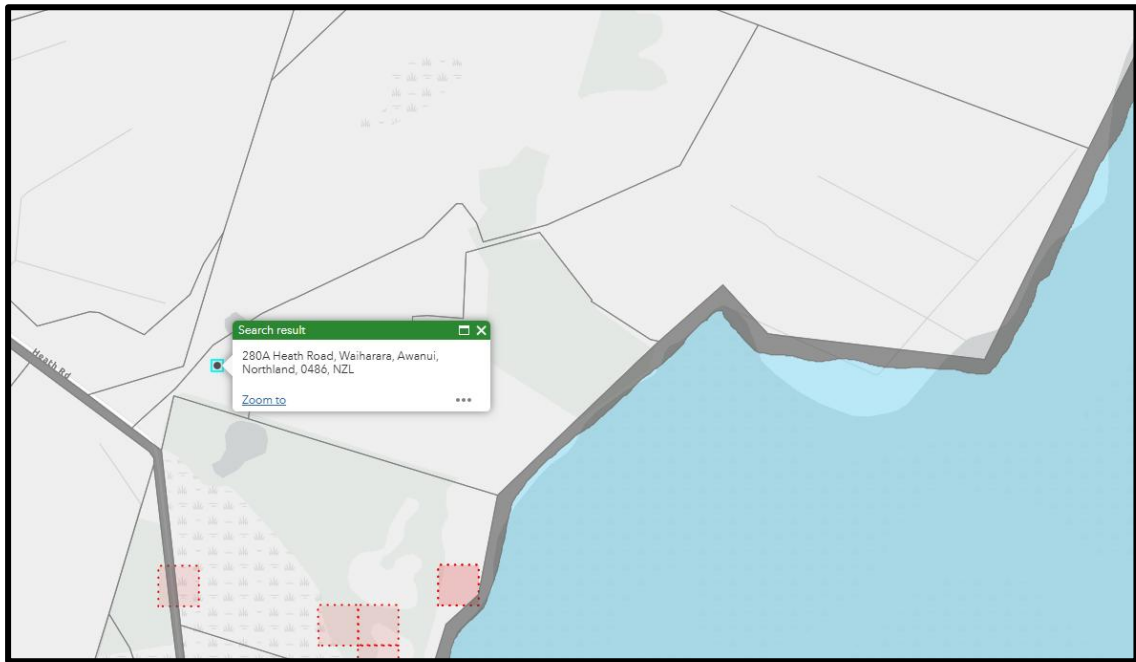 Search result
280A Heath Road, Waiharara, Awanui,
Northland, 0486, NZL
Zoom to
Heath Rd